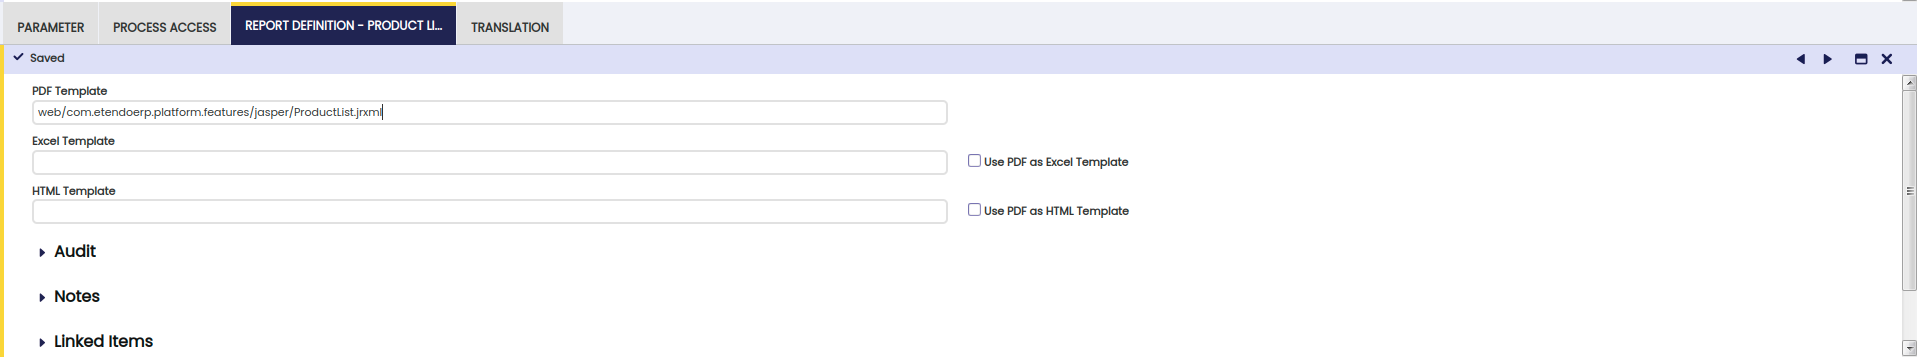 PARAMETER PROCESS ACCESS REPORT DEFINITION - PRODUCT LI... TRANSLATION
Saved
PDF Template
web/com.etendoerp.platform.features/jasper/ProductList.jrxml
Excel Template
Use PDF as Excel Template
HTML Template
Use PDF as HTML Template
Audit
Notes
Linked Items